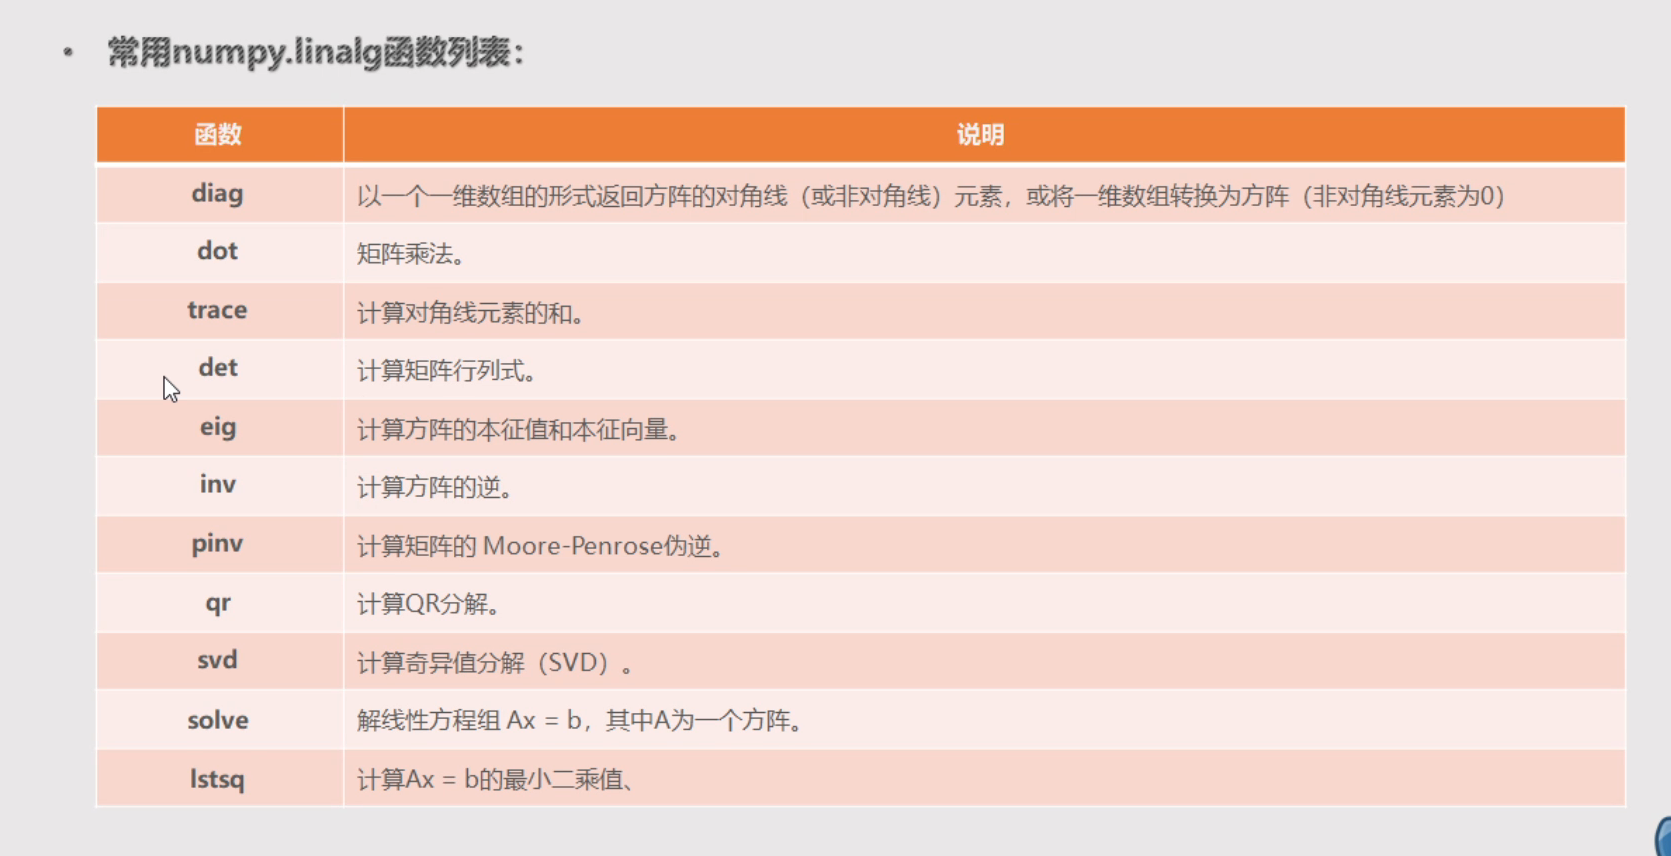 • 常用numpy.linalg函数列表：
函数 说明
diag 以一个一维数组的形式返回方阵的对角线（或非对角线）元素，或将一维数组转换为方阵（非对角线元素为0）
dot 矩阵乘法。
trace 计算对角线元素的和。
det 计算矩阵行列式。
eig 计算方阵的本征值和本征向量。
inv 计算方阵的逆。
pinv 计算矩阵的 Moore-Penrose伪逆。
qr 计算QR分解。
svd 计算奇异值分解（SVD）。
solve 解线性方程组 Ax = b，其中A为一个方阵。
lstsq 计算Ax = b的最小二乘值、